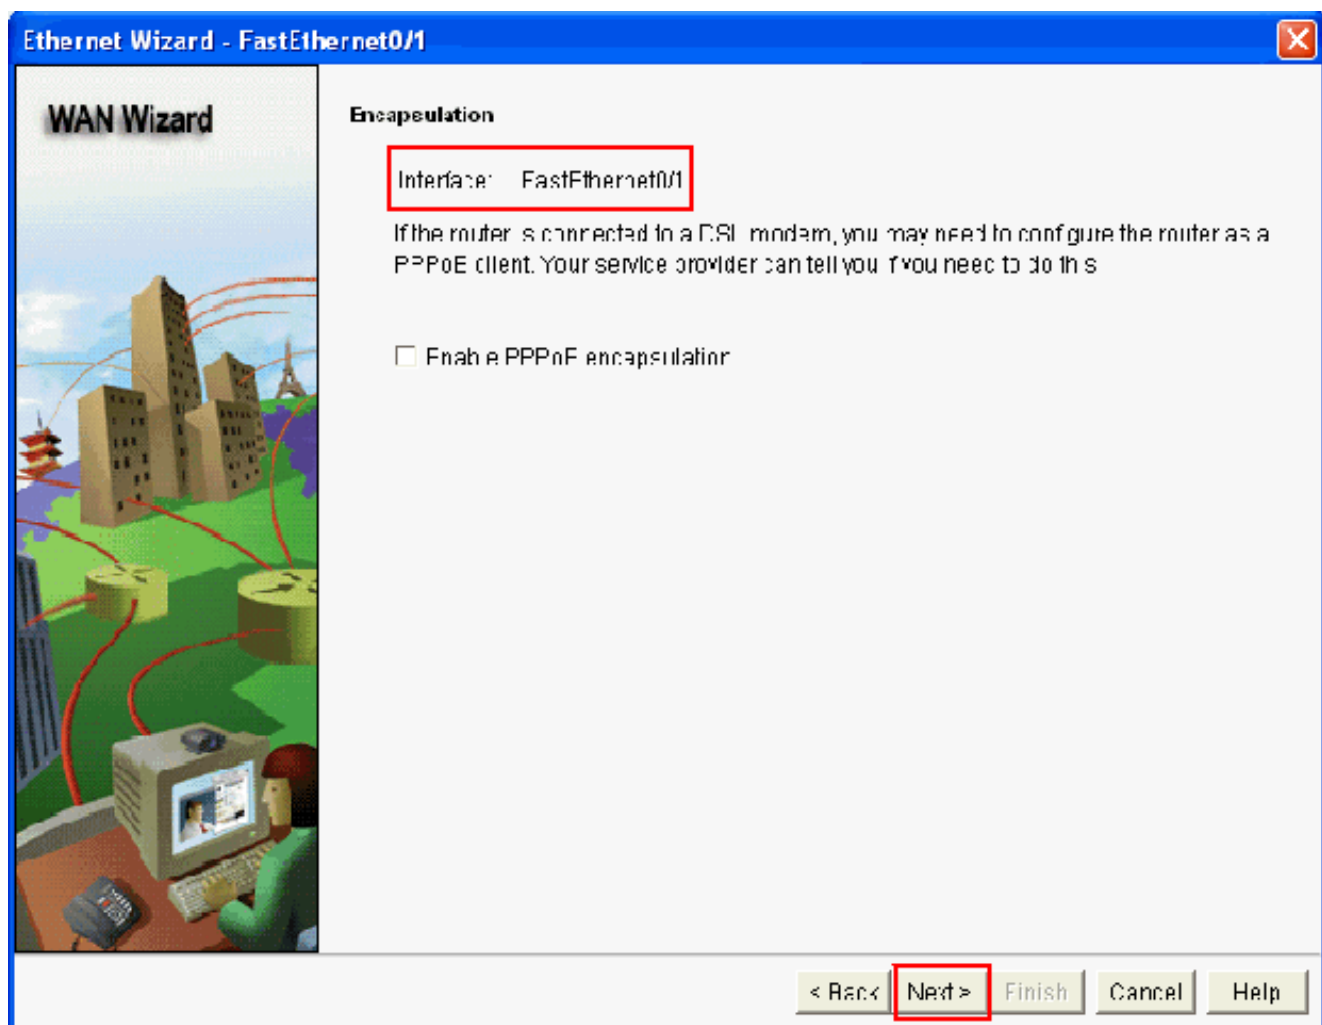 Ethernet Wizard - FastEthernet0/1
WAN Wizard
Encapsulation
Interface: FastEthernet0/1
If the router is connected to a DSL modem, you may need to configure the router as a
PPPoE client. Your service provider can tell you if you need to do this
Enable PPPoE encapsulation
< Back Next > Finish Cancel Help